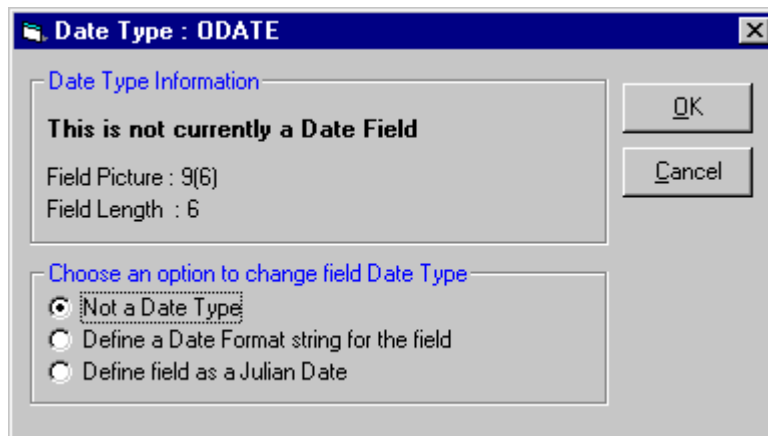 Date Type : ODATE
Date Type Information
This is not currently a Date Field
Field Picture : 9(6)
Field Length : 6
OK
Cancel
Choose an option to change field Date Type
Not a Date Type
Define a Date Format string for the field
Define field as a Julian Date